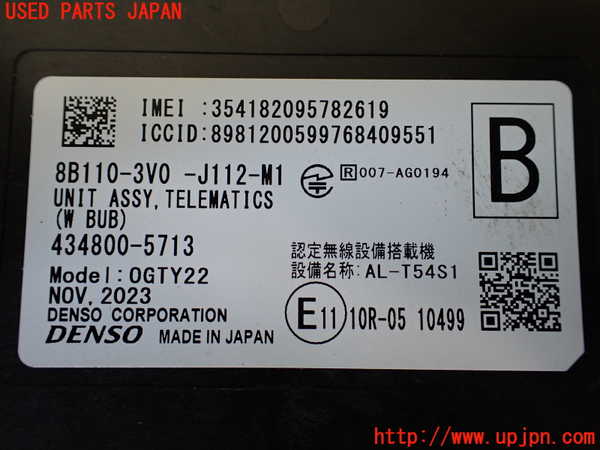 USED PARTS JAPAN
IMEI :354182095782619
ICCID:8981200599768409551
B
8B110-3V0 -J112-M1
R 007-AG0194
UNIT ASSY,TELEMATICS
(W BUB)
434800-5713
認定無線設備搭載機
Model:0GTY22
設備名称:AL-T54S1
NOV, 2023
DENSO CORPORATION
E11 10R-05 10499
DENSO MADE IN JAPAN
http://www.upjpn.com/